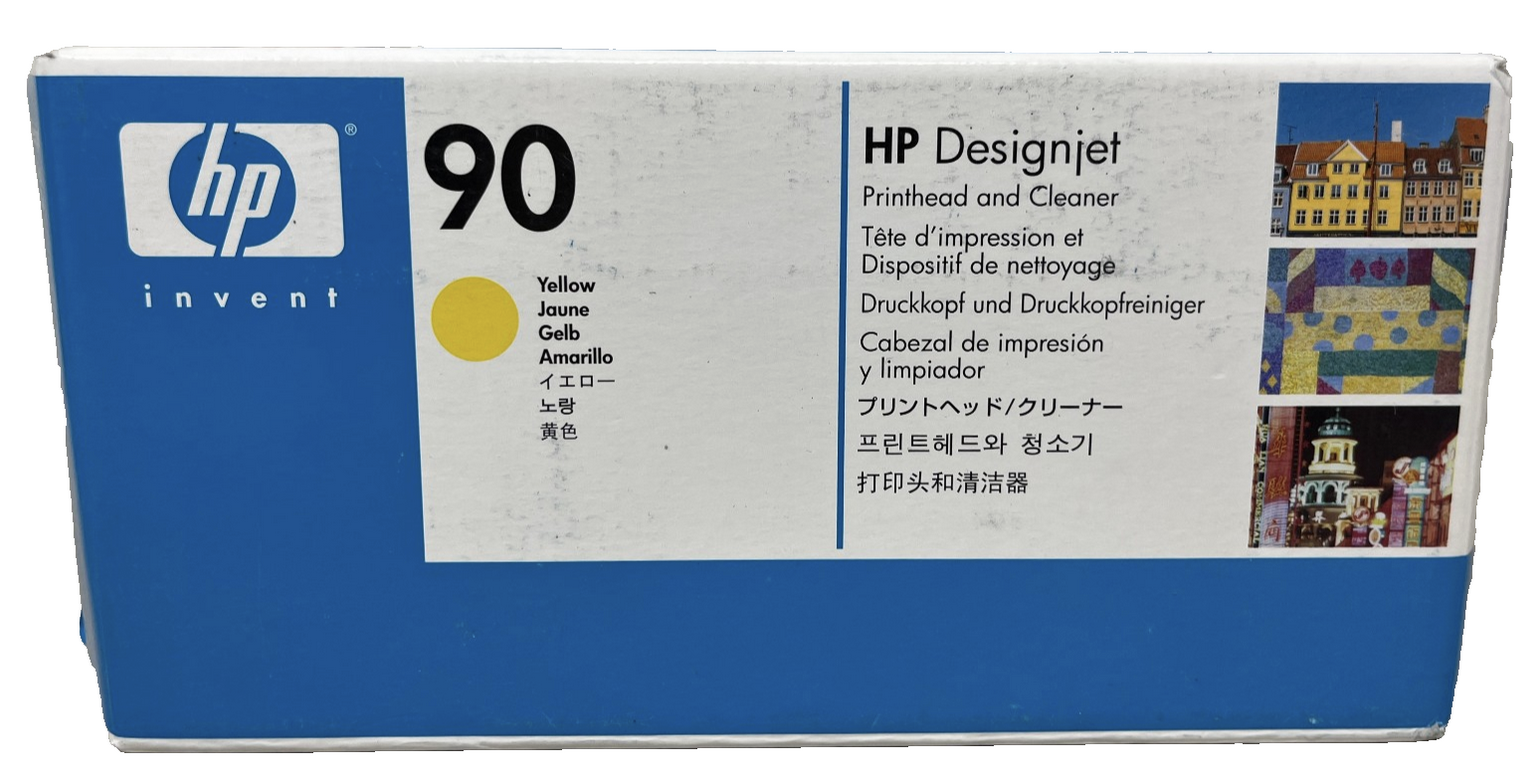 hp®
invent
90
Yellow
Jaune
Gelb
Amarillo
イエロー
노랑
黄色
HP Designjet
Printhead and Cleaner
Tête d'impression et
Dispositif de nettoyage
Druckkopf und Druckkopfreiniger
Cabezal de impresión
y limpiador
プリントヘッド/クリーナー
프린트헤드와 청소기
打印头和清洁器